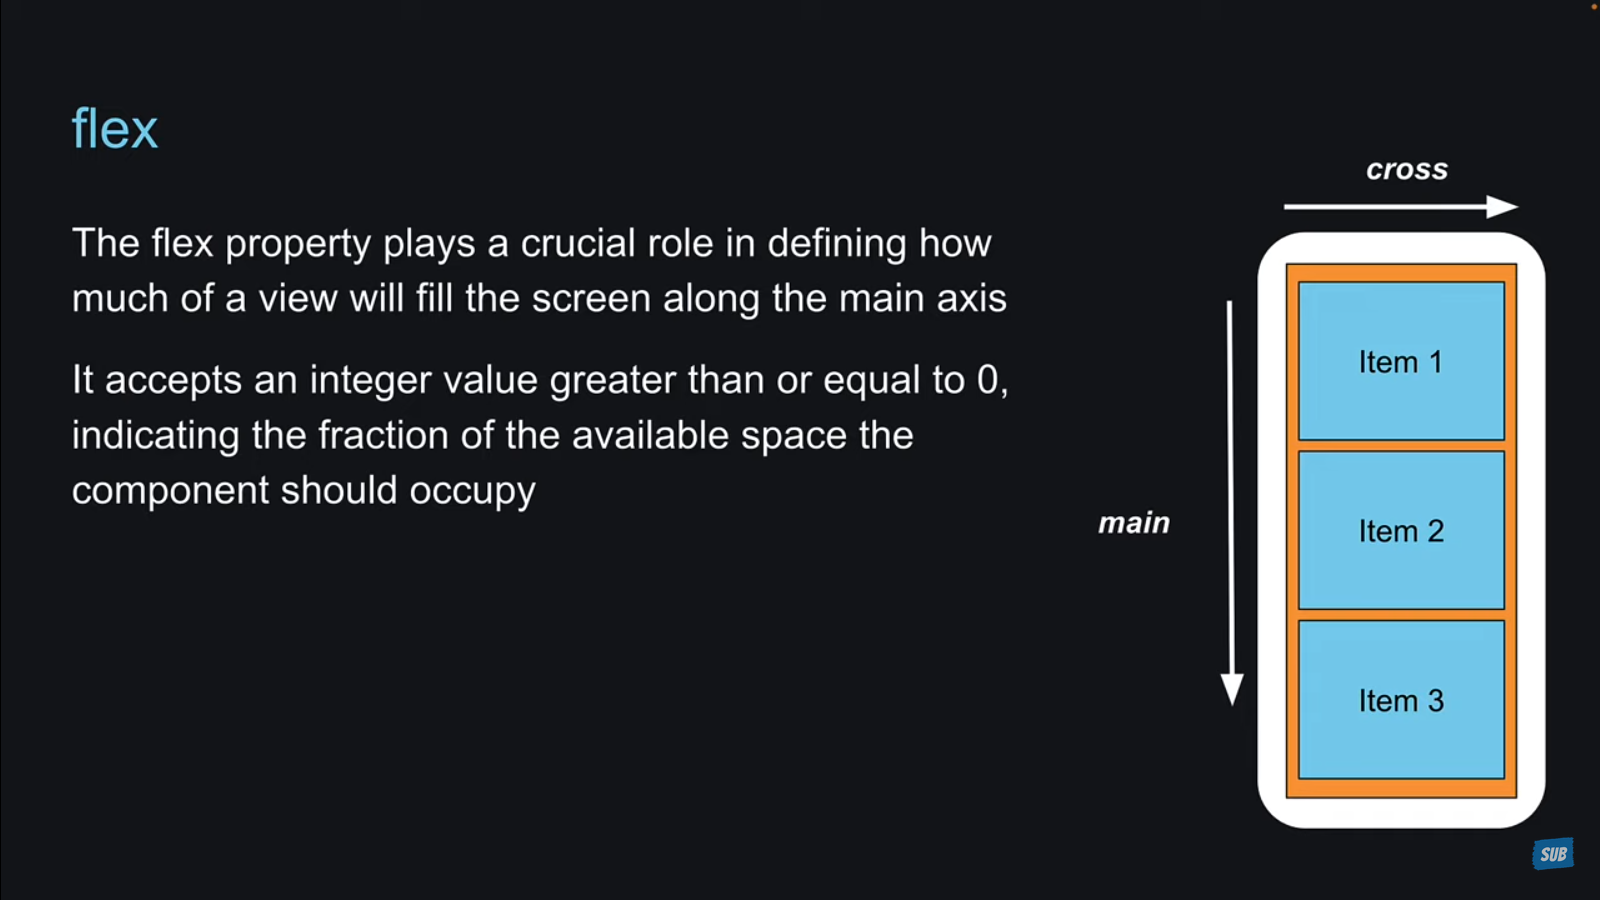 flex
The flex property plays a crucial role in defining how
much of a view will fill the screen along the main axis
It accepts an integer value greater than or equal to 0,
indicating the fraction of the available space the
component should occupy
cross
main
Item 1
Item 2
Item 3
SUB